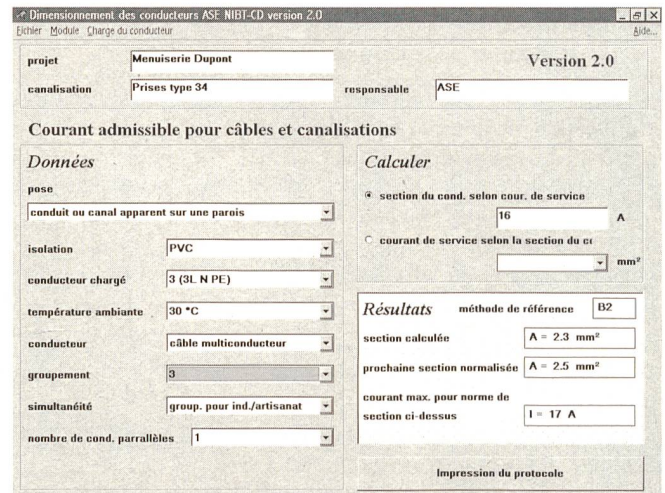 Dimensionnement des conducteurs ASE NIBT-CD version 2.0
Fichier Module Charge du conducteur Aide...
projet Menuiserie Dupont Version 2.0
canalisation Prises type 34 responsable ASE
Courant admissible pour câbles et canalisations
Données
pose
conduit ou canal apparent sur une parois
isolation PVC
conducteur chargé 3 (3L N PE)
température ambiante 30 °C
conducteur câble multiconducteur
groupement 3
simultanéité group. pour ind./artisanat
nombre de cond. parrallèles 1
Calculer
section du cond. selon cour. de service
16 A
courant de service selon la section du ci
mm²
Résultats méthode de référence B2
section calculée A = 2.3 mm²
prochaine section normalisée A = 2.5 mm²
courant max. pour norme de
section ci-dessus I = 17 A
Impression du protocole